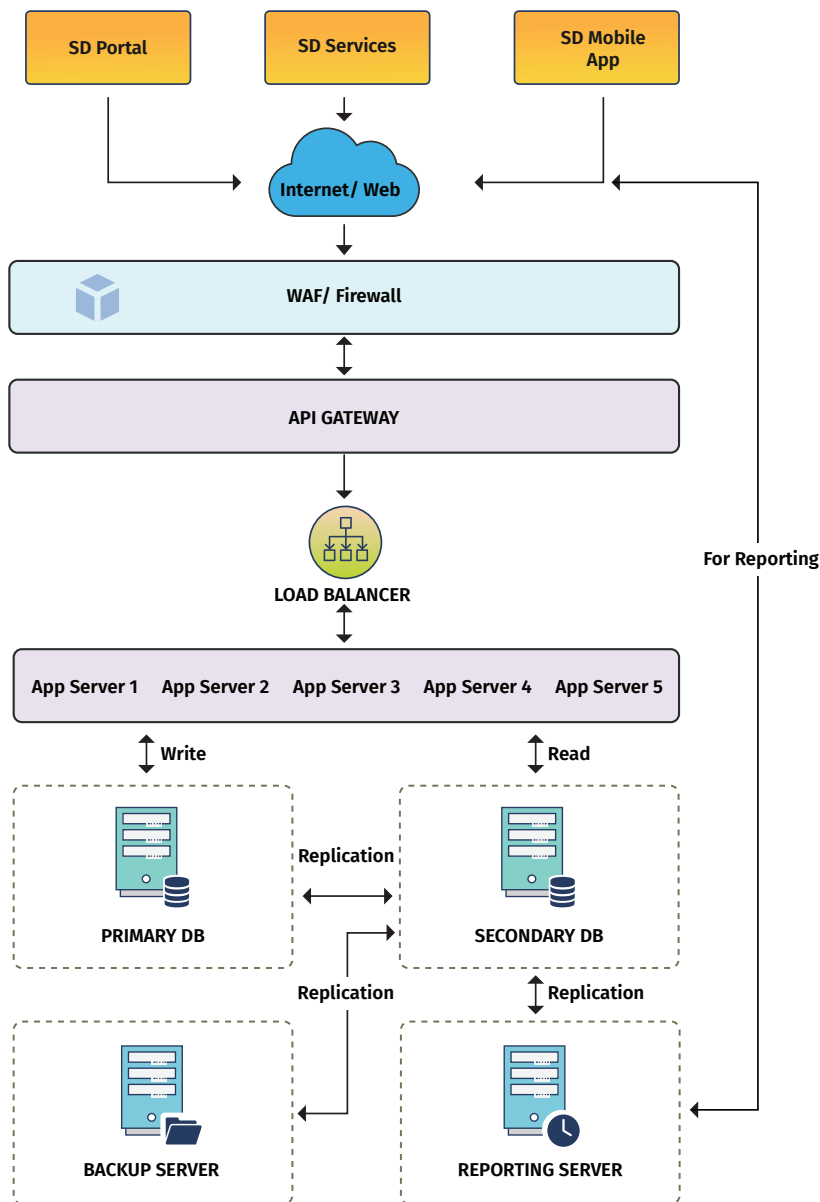 SD Portal
SD Services
SD Mobile
App
Internet/ Web
WAF/ Firewall
API GATEWAY
For Reporting
LOAD BALANCER
App Server 1
App Server 2
App Server 3
App Server 4
App Server 5
Write
Read
Replication
PRIMARY DB
SECONDARY DB
Replication
Replication
BACKUP SERVER
REPORTING SERVER